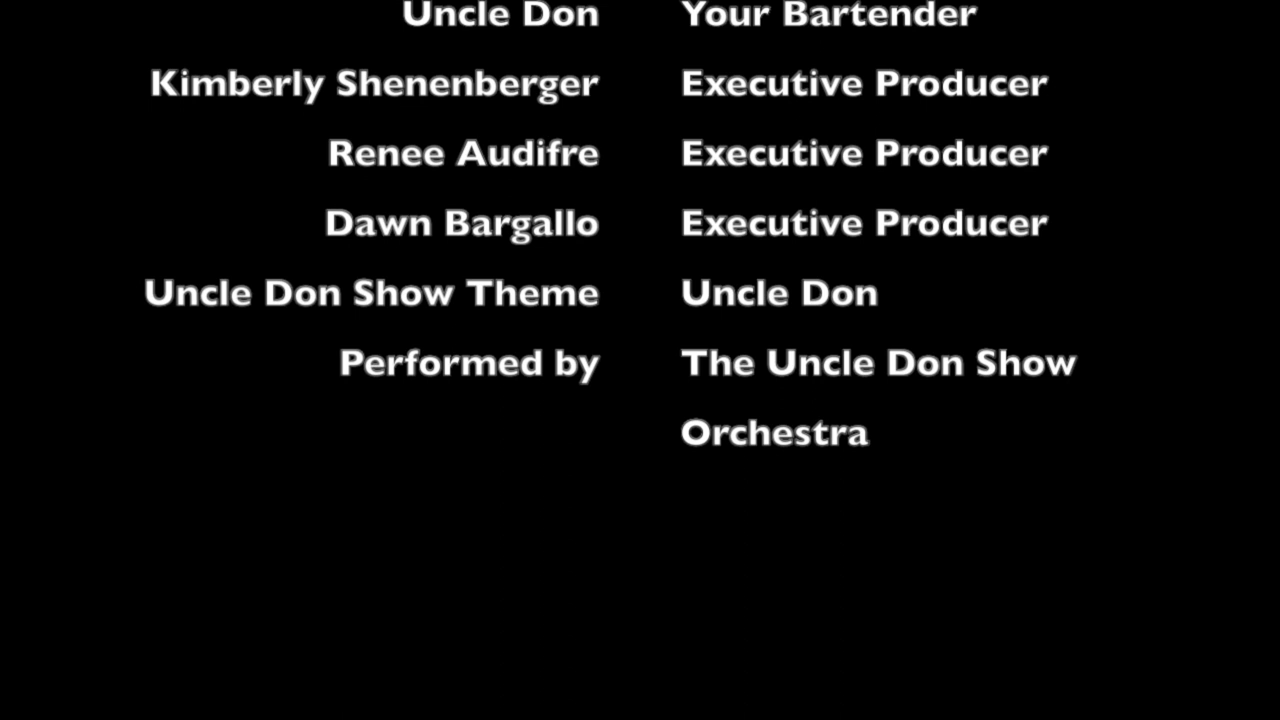 Uncle Don Your Bartender
Kimberly Shenenberger Executive Producer
Renee Audifre Executive Producer
Dawn Bargallo Executive Producer
Uncle Don Show Theme Uncle Don
Performed by The Uncle Don Show
Orchestra